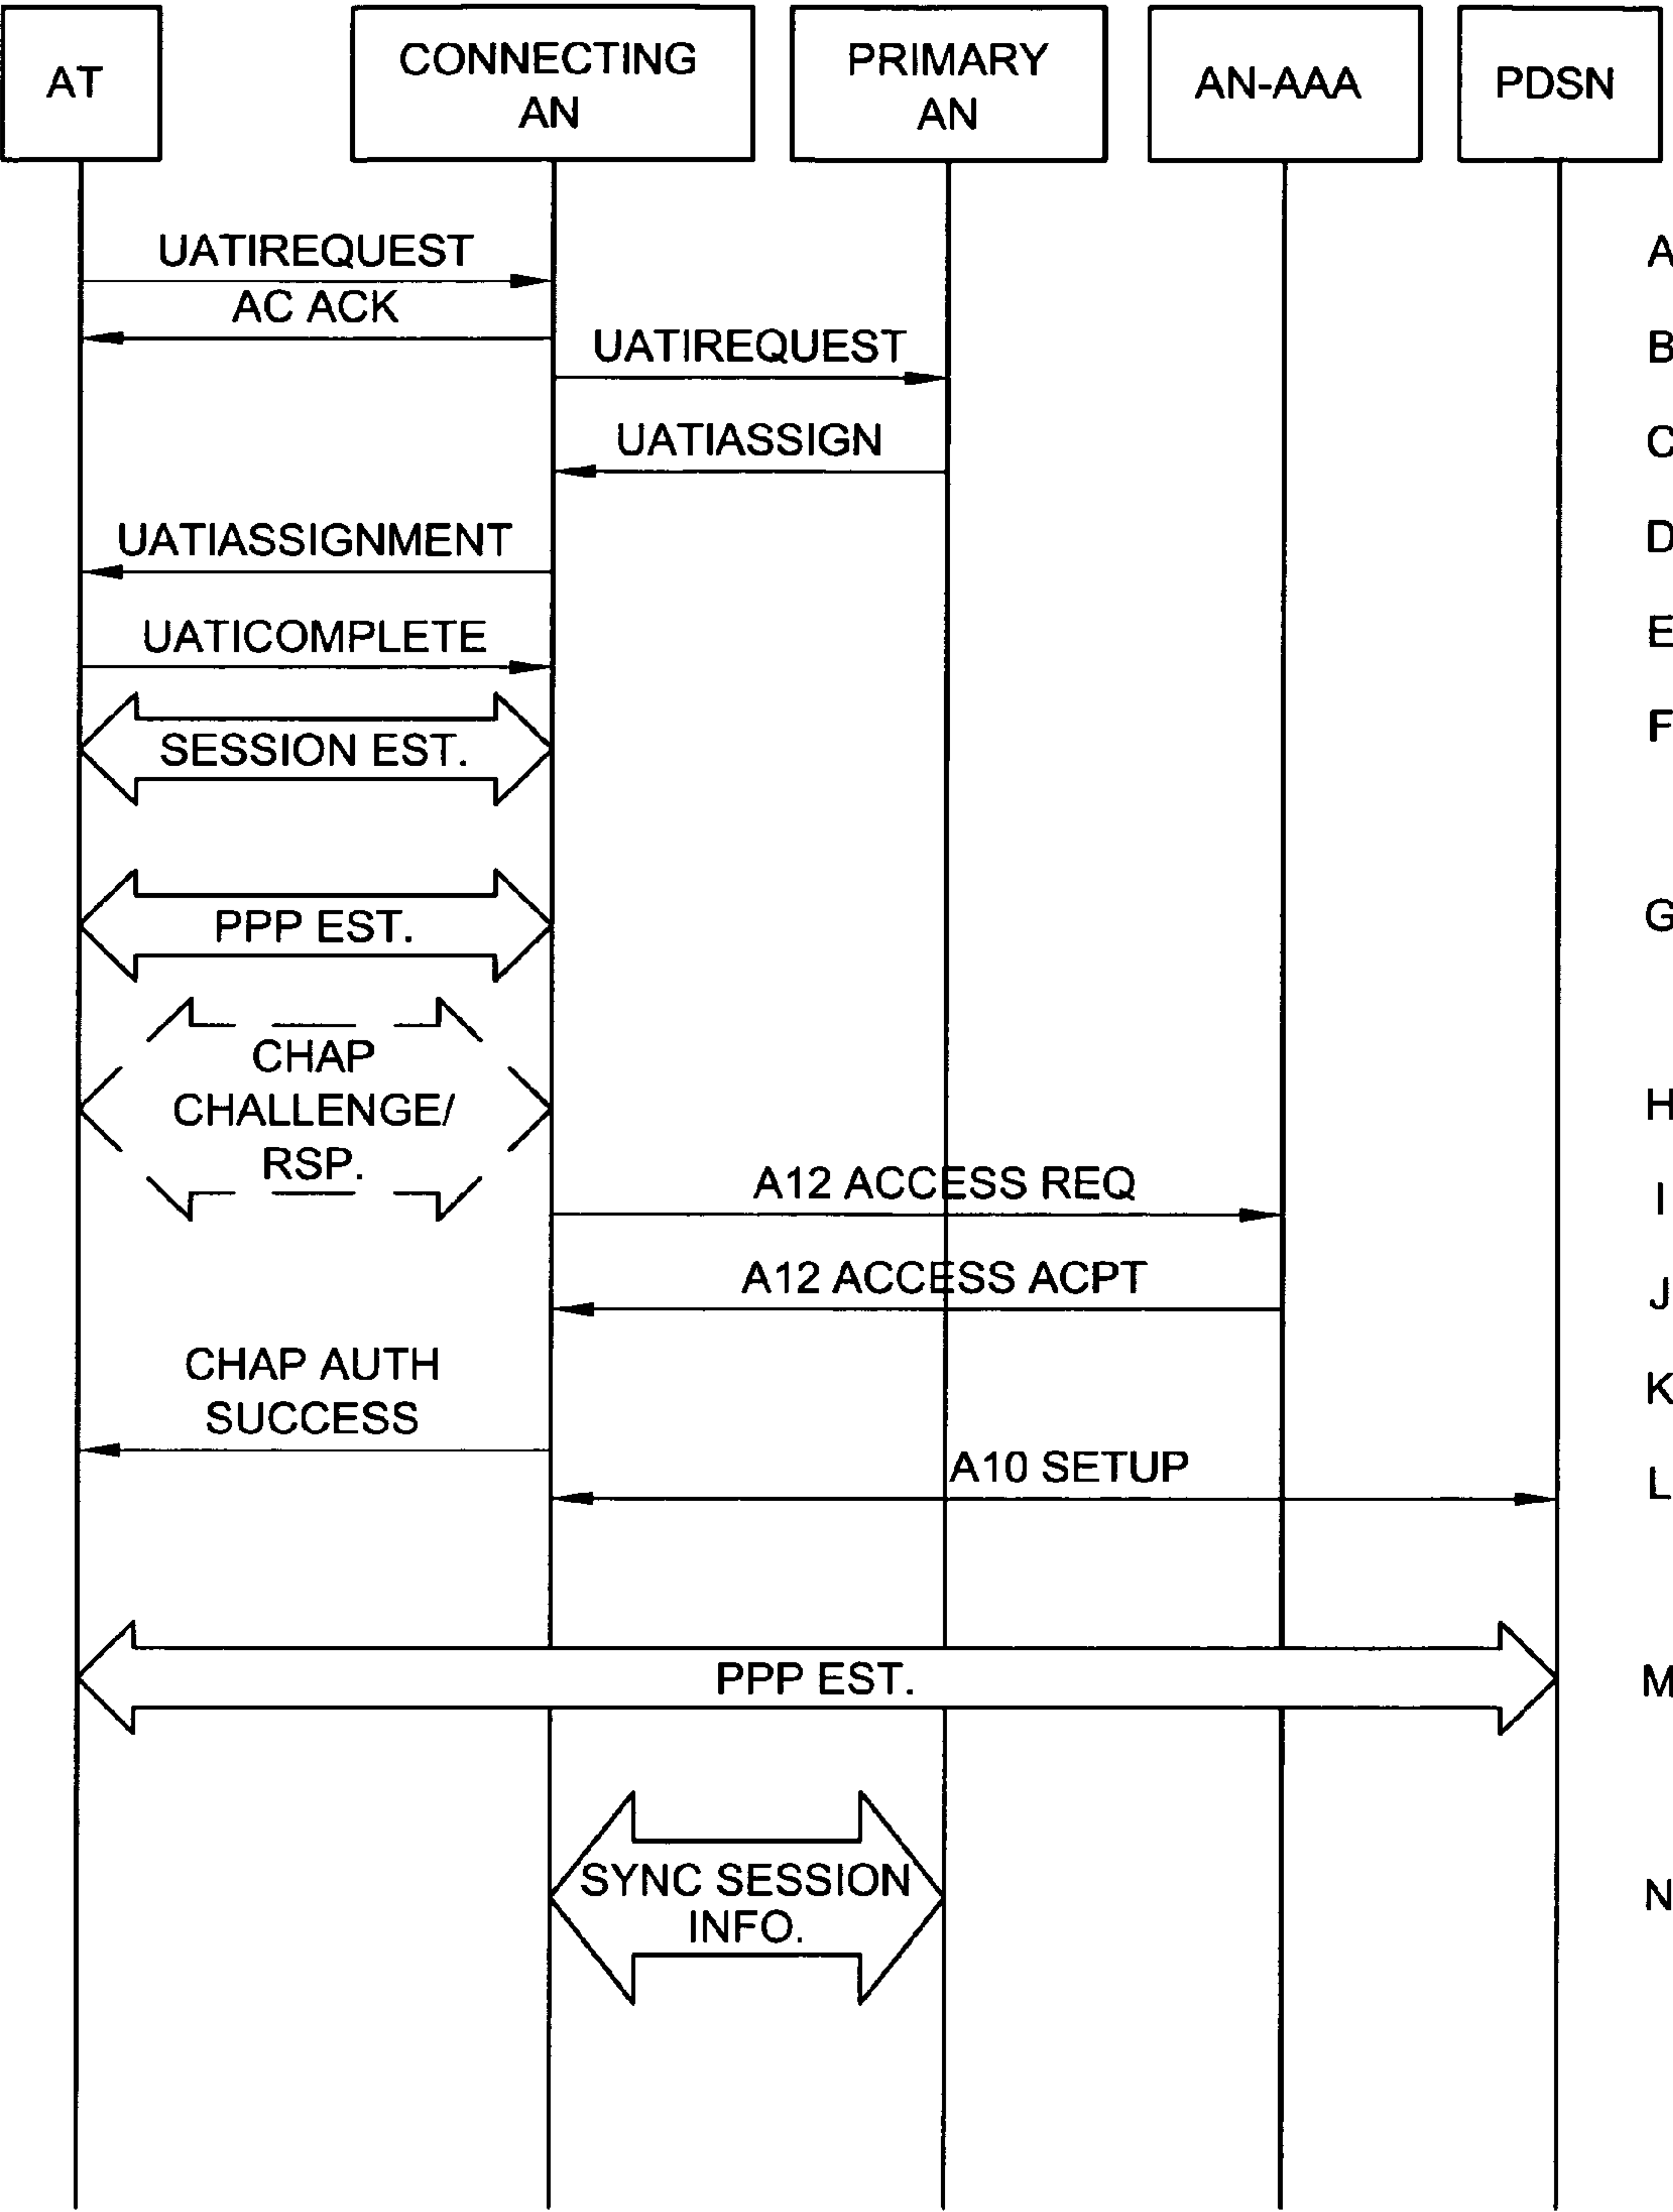 AT
CONNECTING
AN
PRIMARY
AN
AN-AAA
PDSN
UATIREQUEST
A
AC ACK
UATIREQUEST
B
UATIASSIGN
C
UATIASSIGNMENT
D
UATICOMPLETE
E
SESSION EST.
F
PPP EST.
G
CHAP
CHALLENGE/
RSP.
H
A12 ACCESS REQ
I
A12 ACCESS ACPT
J
CHAP AUTH
SUCCESS
K
A10 SETUP
L
PPP EST.
M
SYNC SESSION
INFO.
N